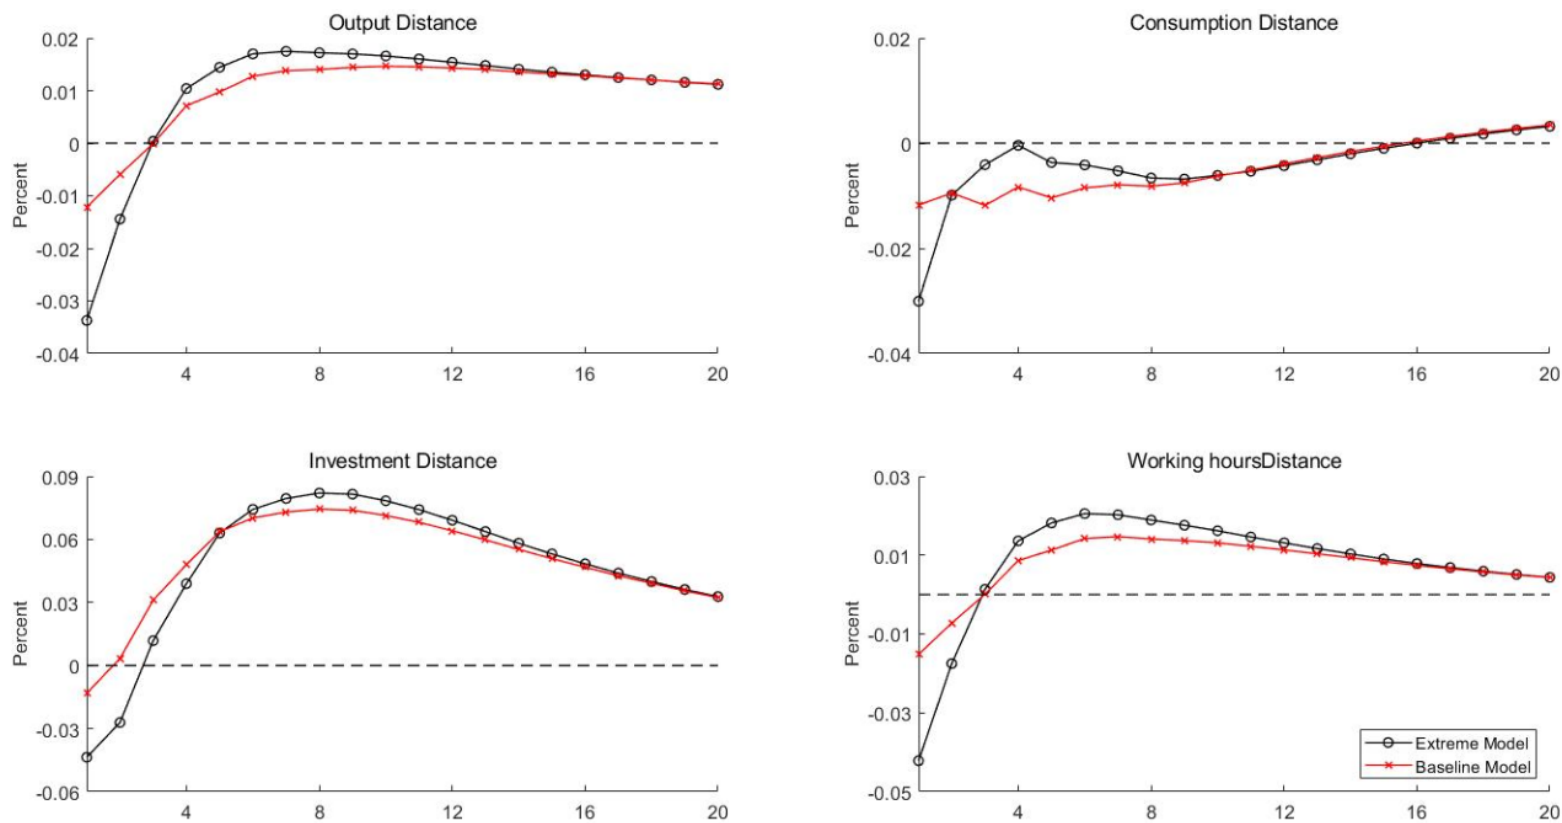 Output Distance
0.02
0.01
0
-0.01
-0.02
-0.03
-0.04
Percent
4 8 12 16 20
Consumption Distance
0.02
0
-0.02
-0.04
Percent
4 8 12 16 20
Investment Distance
0.09
0.06
0.03
0
-0.03
-0.06
Percent
4 8 12 16 20
Working hoursDistance
0.03
0.01
-0.01
-0.03
-0.05
Percent
4 8 12 16 20
Extreme Model
Baseline Model